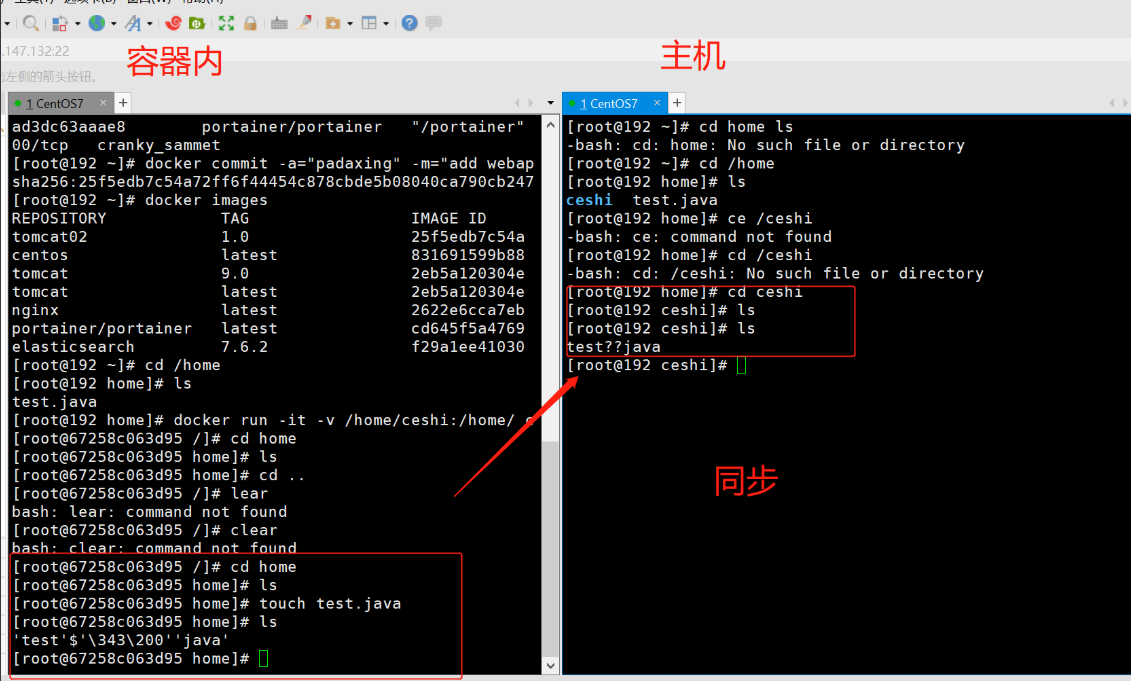 工具(T) 选项卡(B) 窗口(W) 帮助(H)
.147.132:22
击左侧的箭头按钮。
容器内
主机
1 CentOS7
ad3dc63aaae8 portainer/portainer "/portainer"
00/tcp cranky_sammet
[root@192 ~]# docker commit -a="padaxing" -m="add webap
sha256:25f5edb7c54a72ff6f44454c878cbde5b08040ca790cb247
[root@192 ~]# docker images
REPOSITORY TAG IMAGE ID
tomcat02 1.0 25f5edb7c54a
centos latest 831691599b88
tomcat 9.0 2eb5a120304e
tomcat latest 2eb5a120304e
nginx latest 2622e6cca7eb
portainer/portainer latest cd645f5a4769
elasticsearch 7.6.2 f29a1ee41030
[root@192 ~]# cd /home
[root@192 home]# ls
test.java
[root@192 home]# docker run -it -v /home/ceshi:/home/ c
[root@67258c063d95 /]# cd home
[root@67258c063d95 home]# ls
[root@67258c063d95 home]# cd ..
[root@67258c063d95 /]# lear
bash: lear: command not found
[root@67258c063d95 /]# clear
bash: clear: command not found
[root@67258c063d95 /]# cd home
[root@67258c063d95 home]# ls
[root@67258c063d95 home]# touch test.java
[root@67258c063d95 home]# ls
'test'$'\343\200''java'
[root@67258c063d95 home]#
1 CentOS7
[root@192 ~]# cd home ls
-bash: cd: home: No such file or directory
[root@192 ~]# cd /home
[root@192 home]# ls
ceshi test.java
[root@192 home]# ce /ceshi
-bash: ce: command not found
[root@192 home]# cd /ceshi
-bash: cd: /ceshi: No such file or directory
[root@192 home]# cd ceshi
[root@192 ceshi]# ls
[root@192 ceshi]# ls
test??java
[root@192 ceshi]#
同步